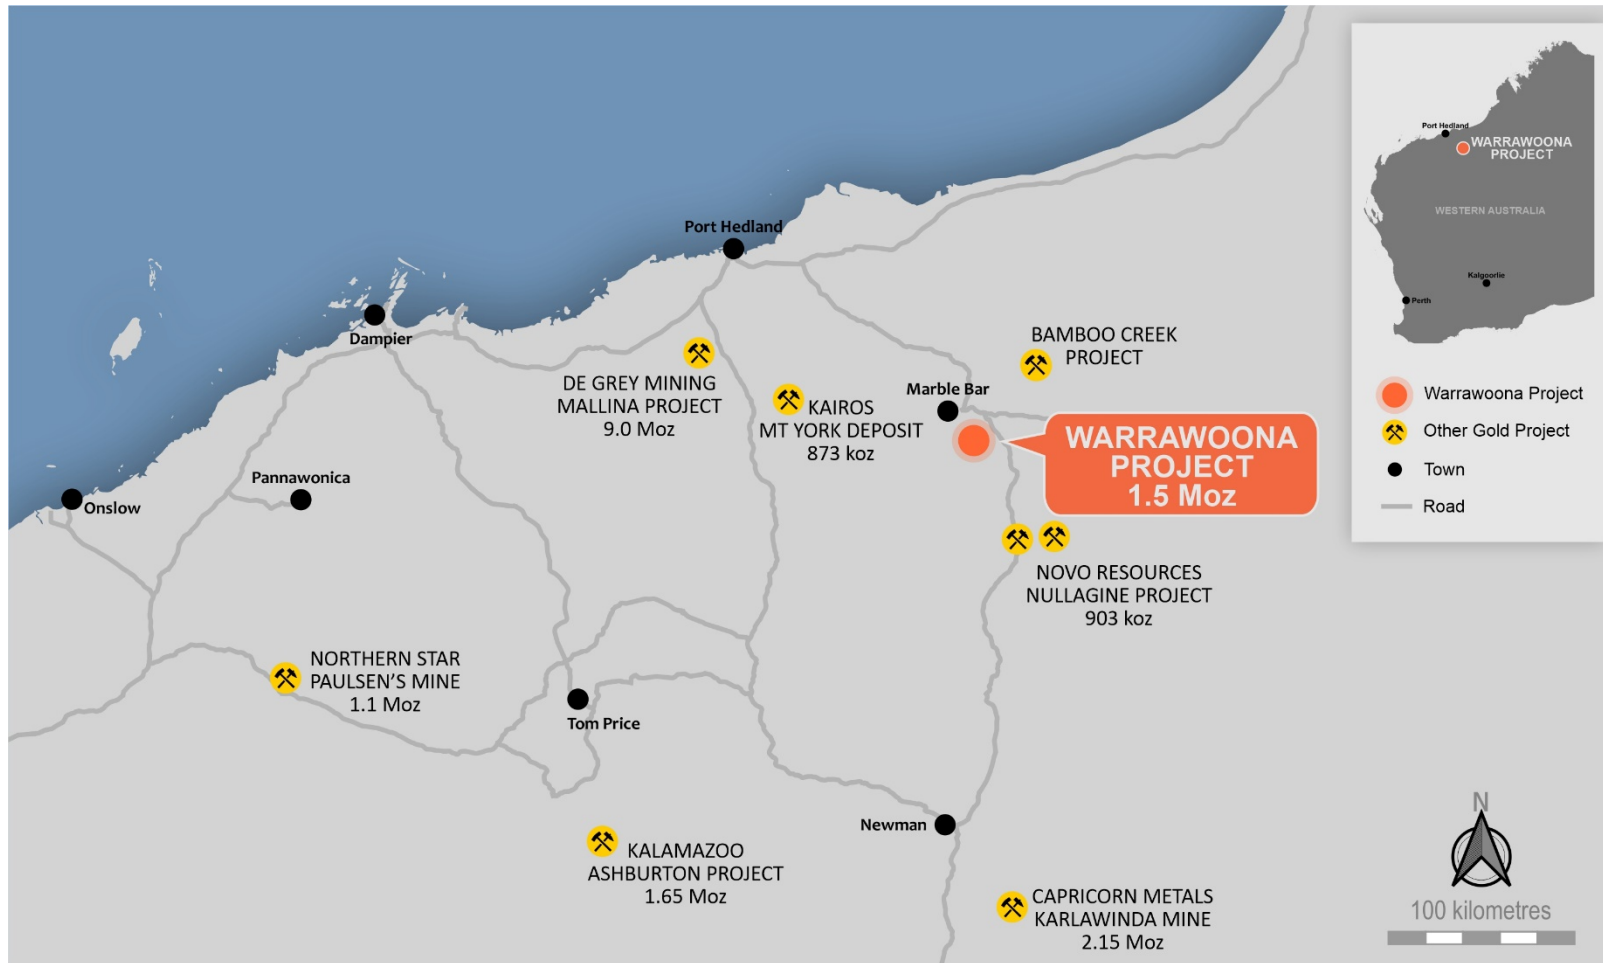 Port Hedland
Dampier
DE GREY MINING
MALLINA PROJECT
9.0 Moz
KAIROS
MT YORK DEPOSIT
873 koz
Marble Bar
BAMBOO CREEK
PROJECT
WARRAWOONA
PROJECT
1.5 Moz
Onslow
Pannawonica
NOVO RESOURCES
NULLAGINE PROJECT
903 koz
NORTHERN STAR
PAULSEN'S MINE
1.1 Moz
Tom Price
Newman
KALAMAZOO
ASHBURTON PROJECT
1.65 Moz
CAPRICORN METALS
KARLAWINDA MINE
2.15 Moz
Port Hedland
WARRAWOONA
PROJECT
WESTERN AUSTRALIA
Kalgoorlie
Perth
Warrawoona Project
Other Gold Project
Town
Road
N
100 kilometres